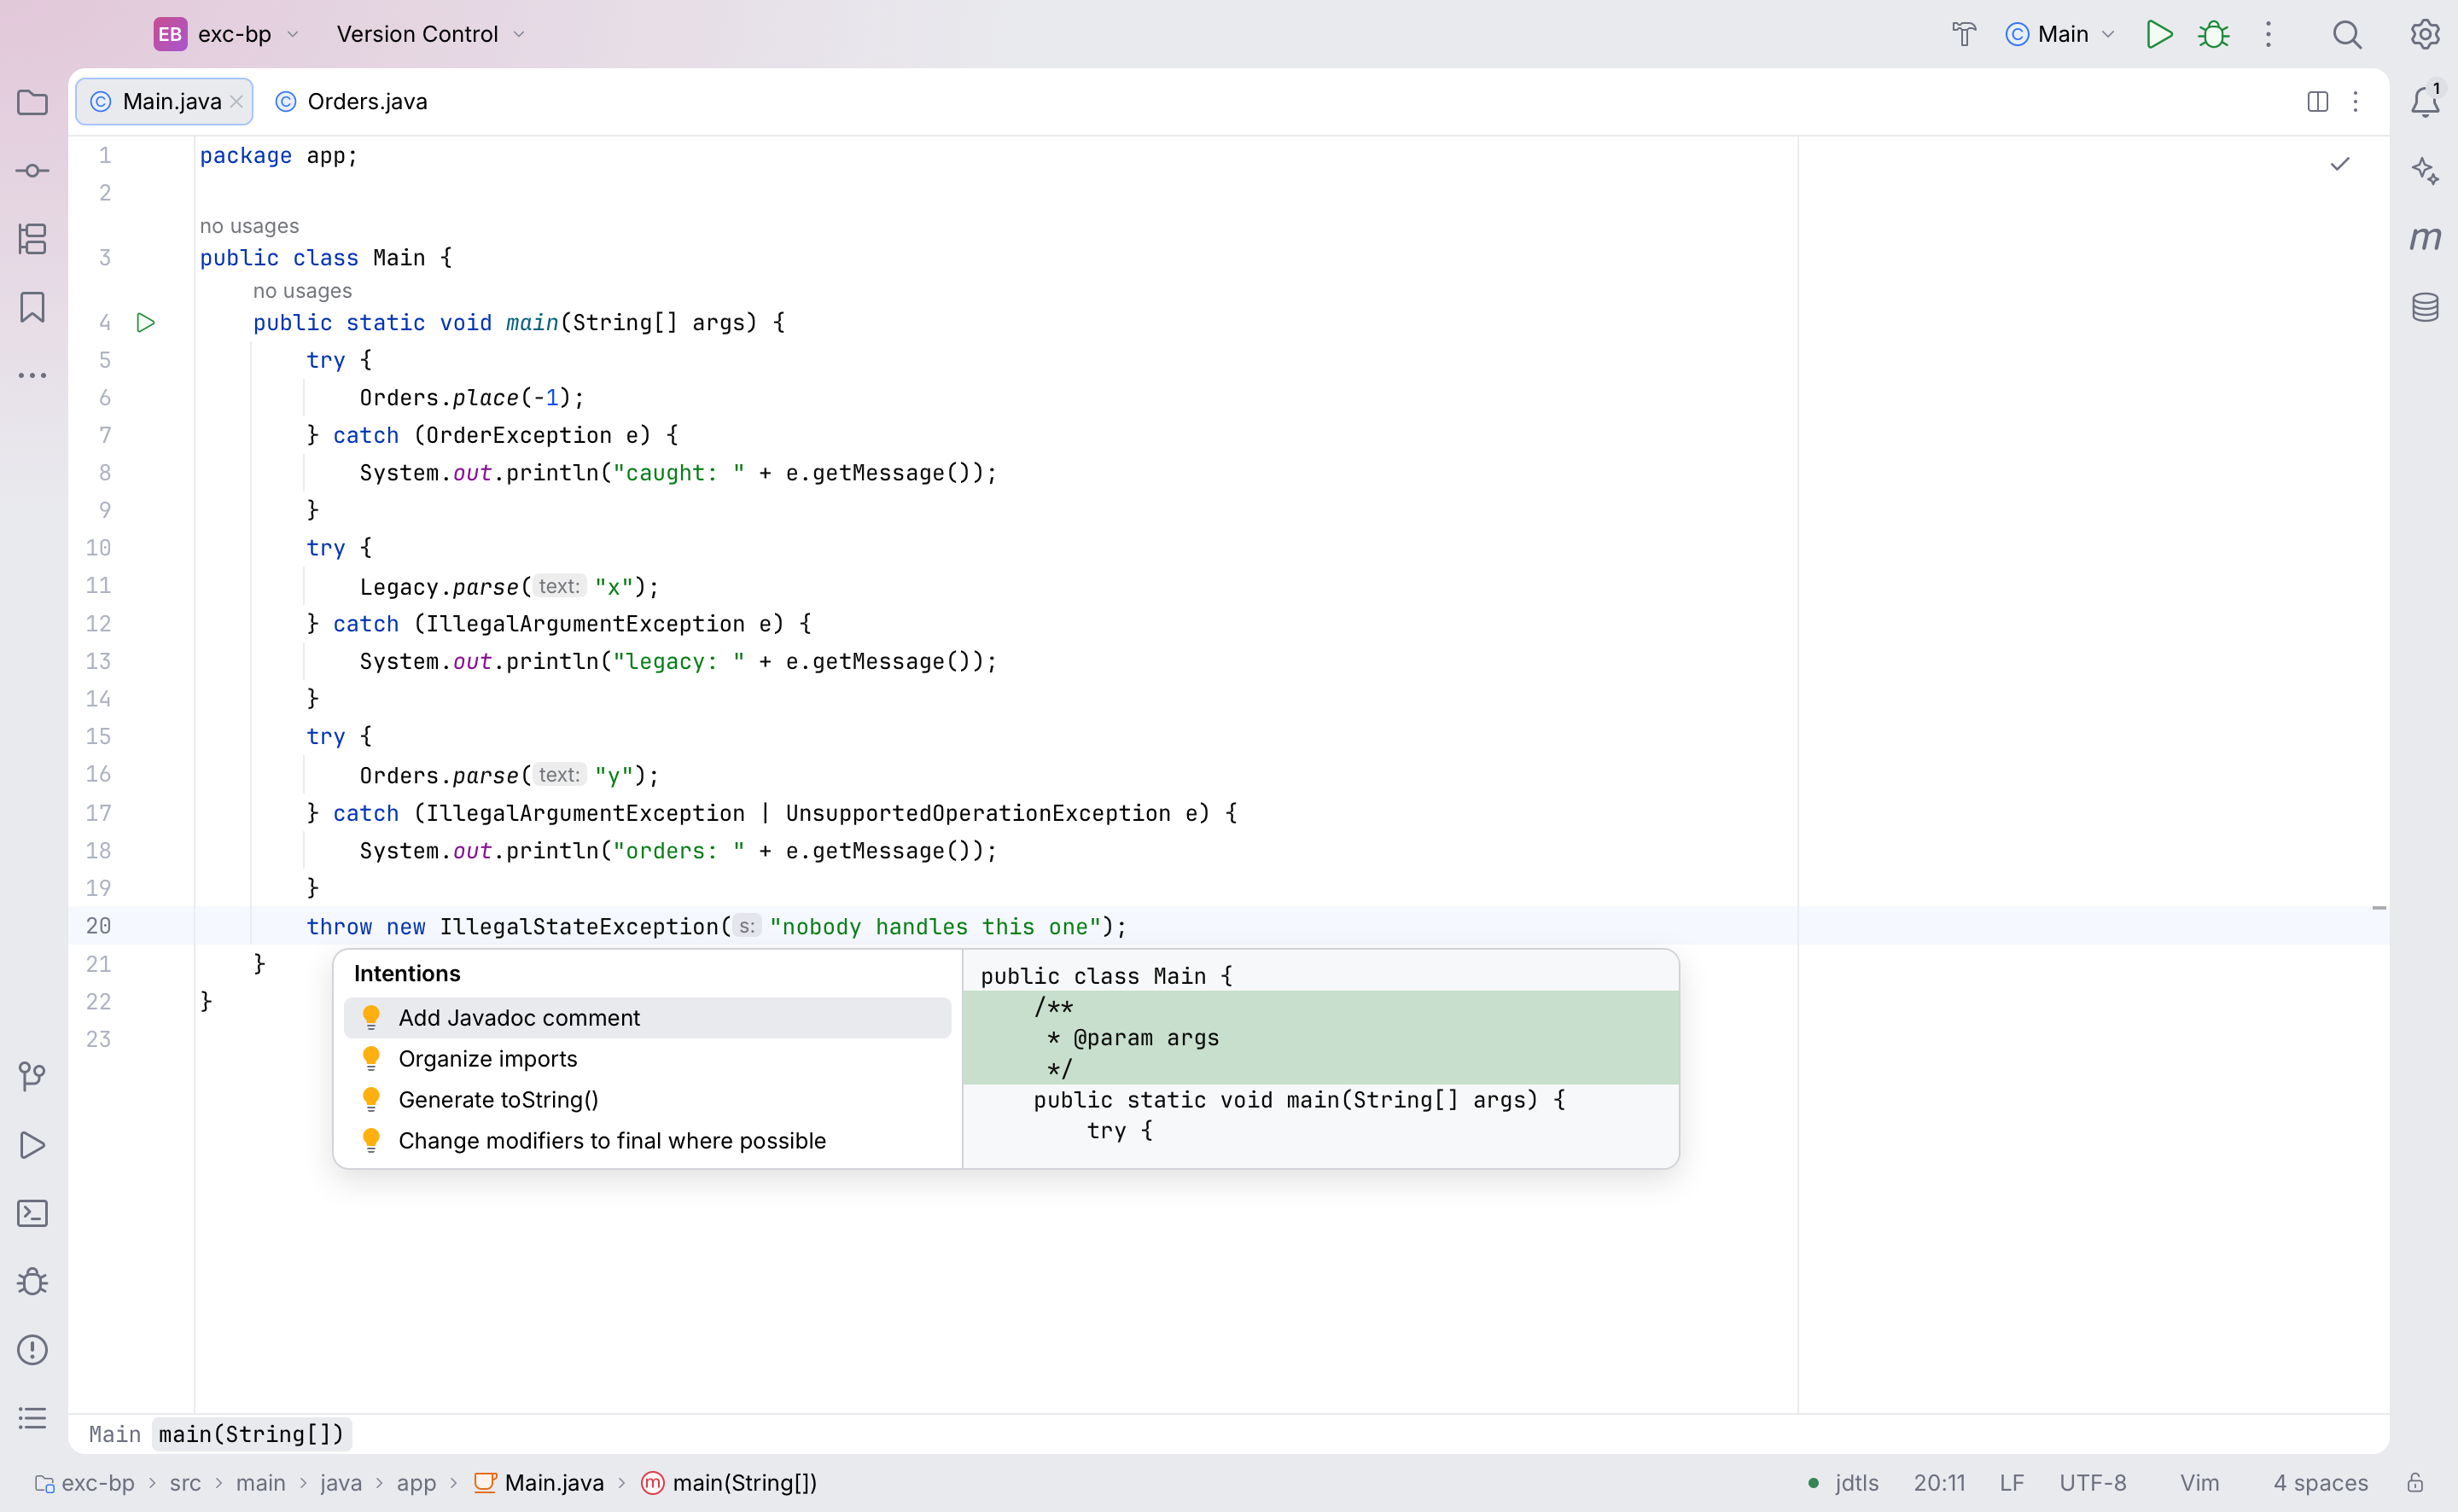 EB exc-bp Version Control Main
Main.java Orders.java
1
1 package app;
2
no usages
3 public class Main {
no usages
4 public static void main(String[] args) {
5 try {
6 Orders.place(-1);
7 } catch (OrderException e) {
8 System.out.println("caught: " + e.getMessage());
9 }
10 try {
11 Legacy.parse( text: "x");
12 } catch (IllegalArgumentException e) {
13 System.out.println("legacy: " + e.getMessage());
14 }
15 try {
16 Orders.parse( text: "y");
17 } catch (IllegalArgumentException | UnsupportedOperationException e) {
18 System.out.println("orders: " + e.getMessage());
19 }
20 throw new IllegalStateException( s: "nobody handles this one");
21 }
22 }
23
Intentions
Add Javadoc comment
Organize imports
Generate toString()
Change modifiers to final where possible
public class Main {
/**
* @param args
*/
public static void main(String[] args) {
try {
Main main(String[])
exc-bp › src › main › java › app › Main.java › m main(String[]) jdtls 20:11 LF UTF-8 Vim 4 spaces